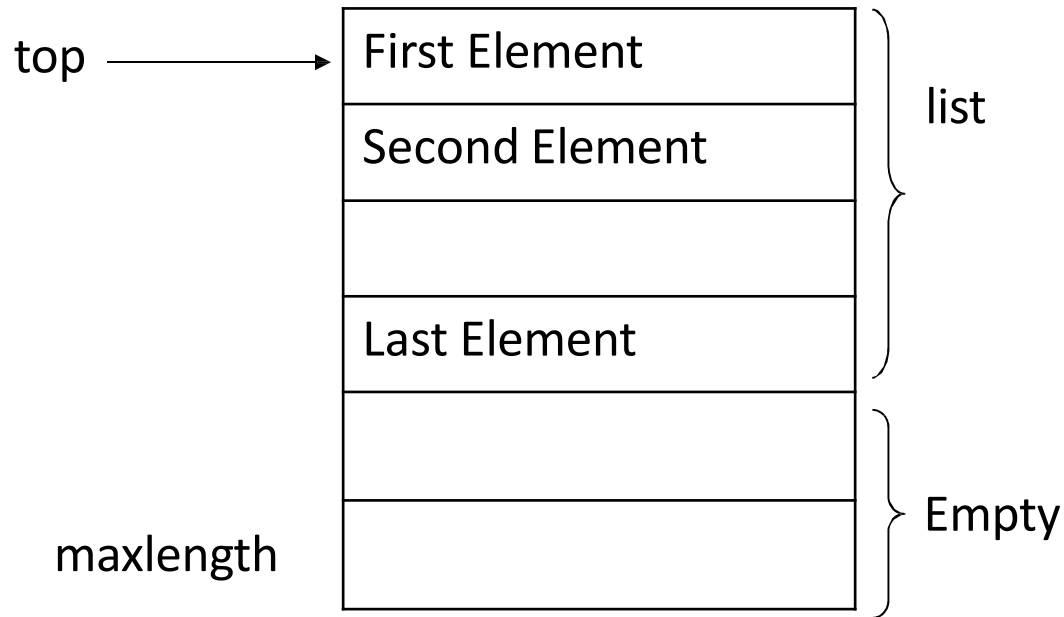 top
First Element
list
Second Element
Last Element
Empty
maxlength